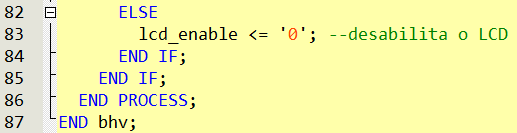 82 ELSE
83 lcd_enable <= '0'; --desabilita o LCD
84 END IF;
85 END IF;
86 END PROCESS;
87 END bhv;